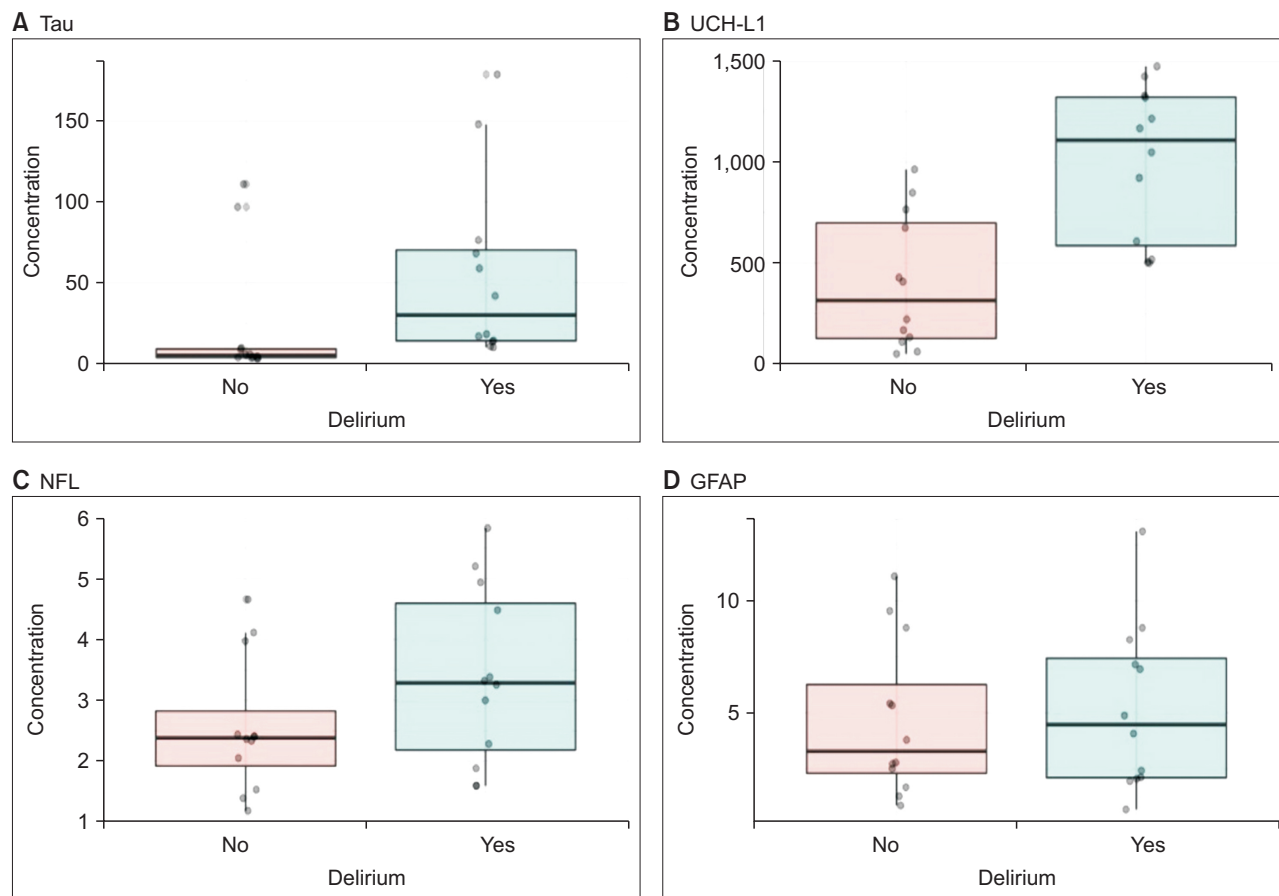 A Tau
Concentration
150
100
50
0
No Yes
Delirium
B UCH-L1
Concentration
1,500
1,000
500
0
No Yes
Delirium
C NFL
Concentration
6
5
4
3
2
1
No Yes
Delirium
D GFAP
Concentration
10
5
No Yes
Delirium